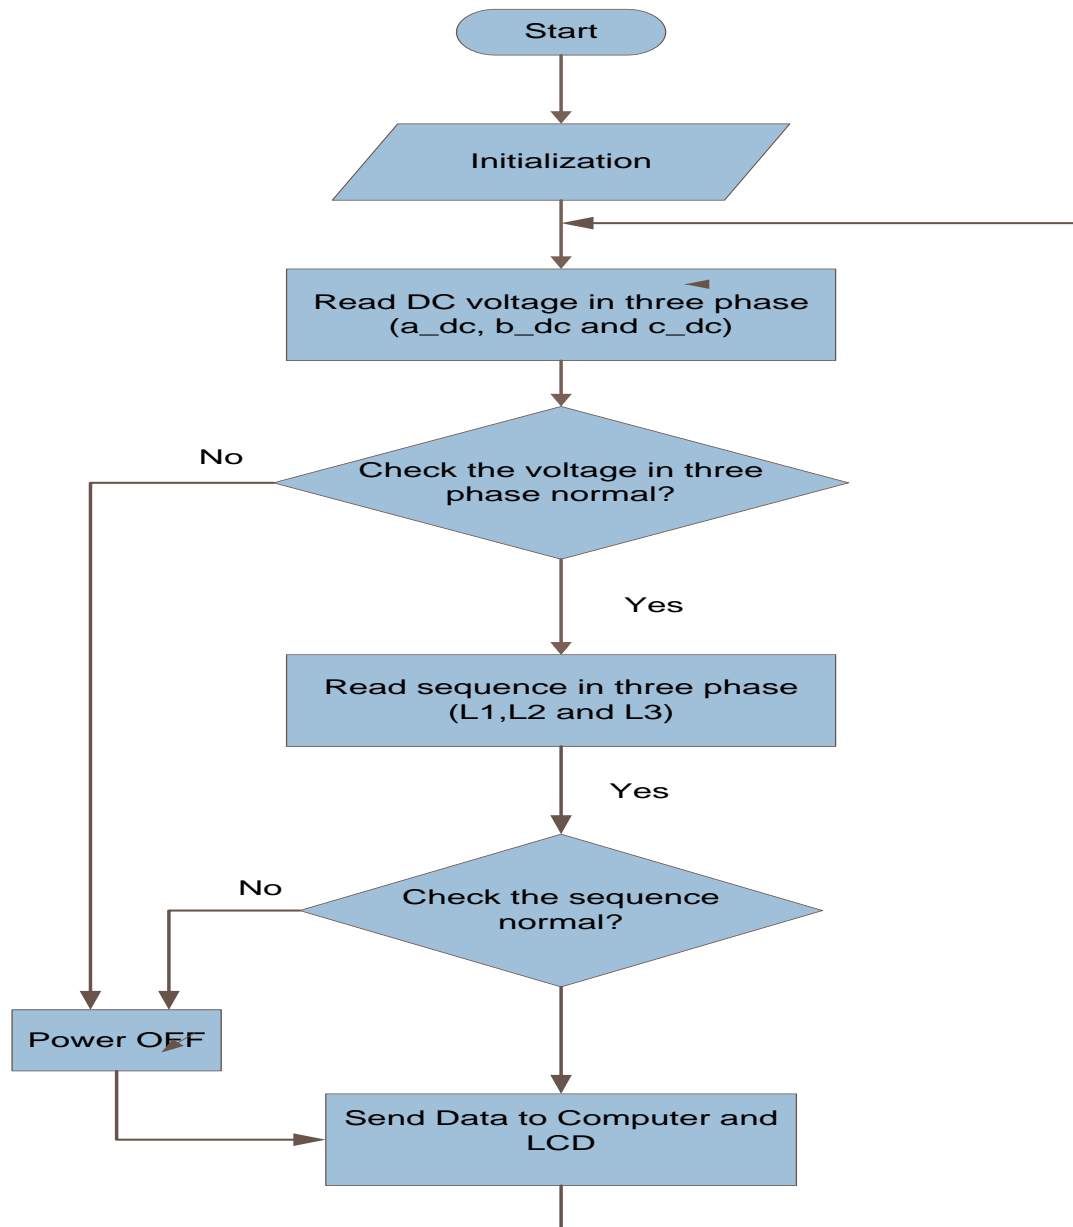 Start
Initialization
Read DC voltage in three phase
(a_dc, b_dc and c_dc)
No
Check the voltage in three
phase normal?
Yes
Read sequence in three phase
(L1,L2 and L3)
Yes
No
Check the sequence
normal?
Power OFF
Send Data to Computer and
LCD